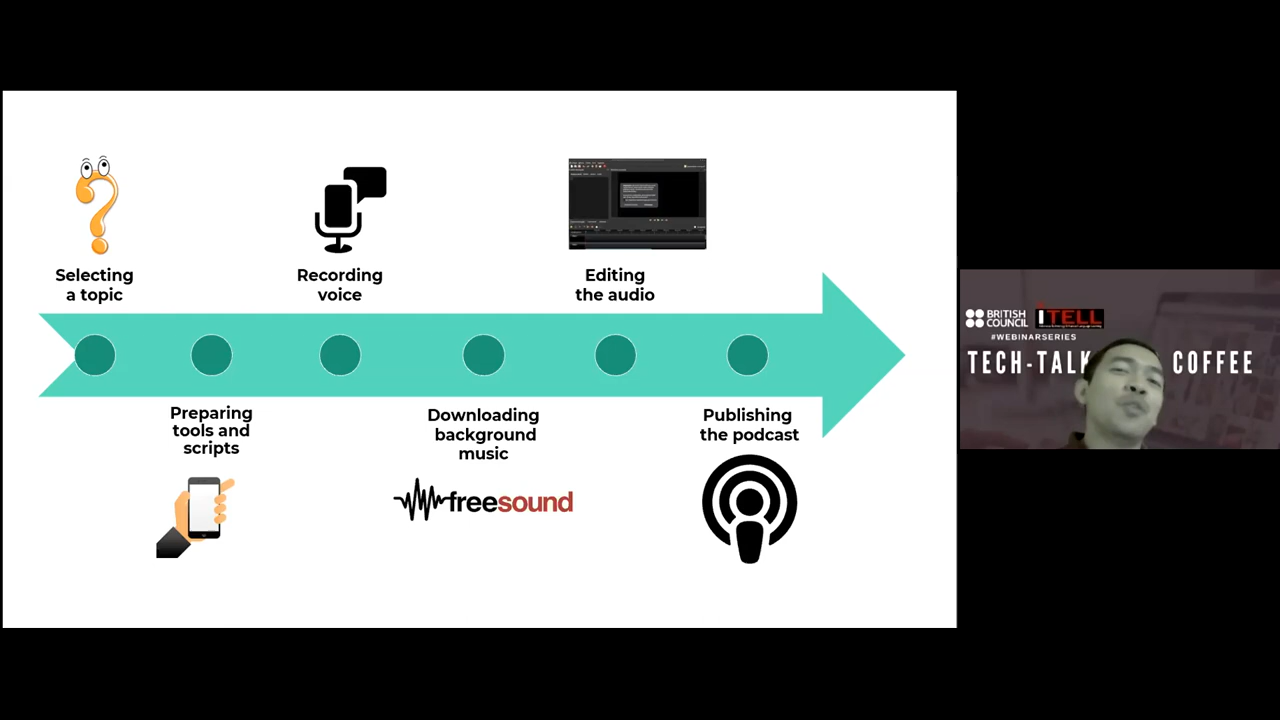 Selecting
a topic
Recording
voice
Editing
the audio
Preparing
tools and
scripts
Downloading
background
music
Publishing
the podcast
freesound
BRITISH
COUNCIL
iTELL
#WEBINARSERIES
TECH-TALK
COFFEE